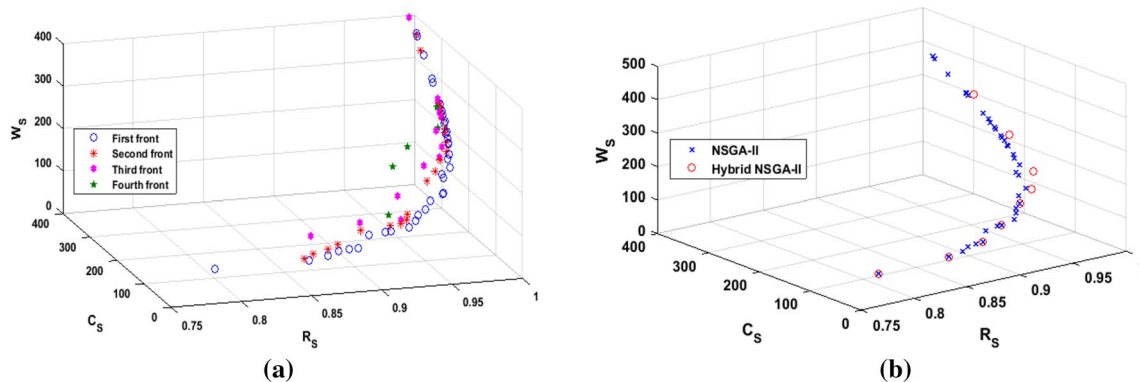 400
300
200
100
0
W_S
First front
Second front
Third front
Fourth front
400
300
200
100
0
C_S
0.75
0.8
0.85
0.9
0.95
1
R_S
(a)
500
400
300
200
100
0
W_S
NSGA-II
Hybrid NSGA-II
400
300
200
100
0
C_S
0.75
0.8
0.85
0.9
0.95
R_S
(b)